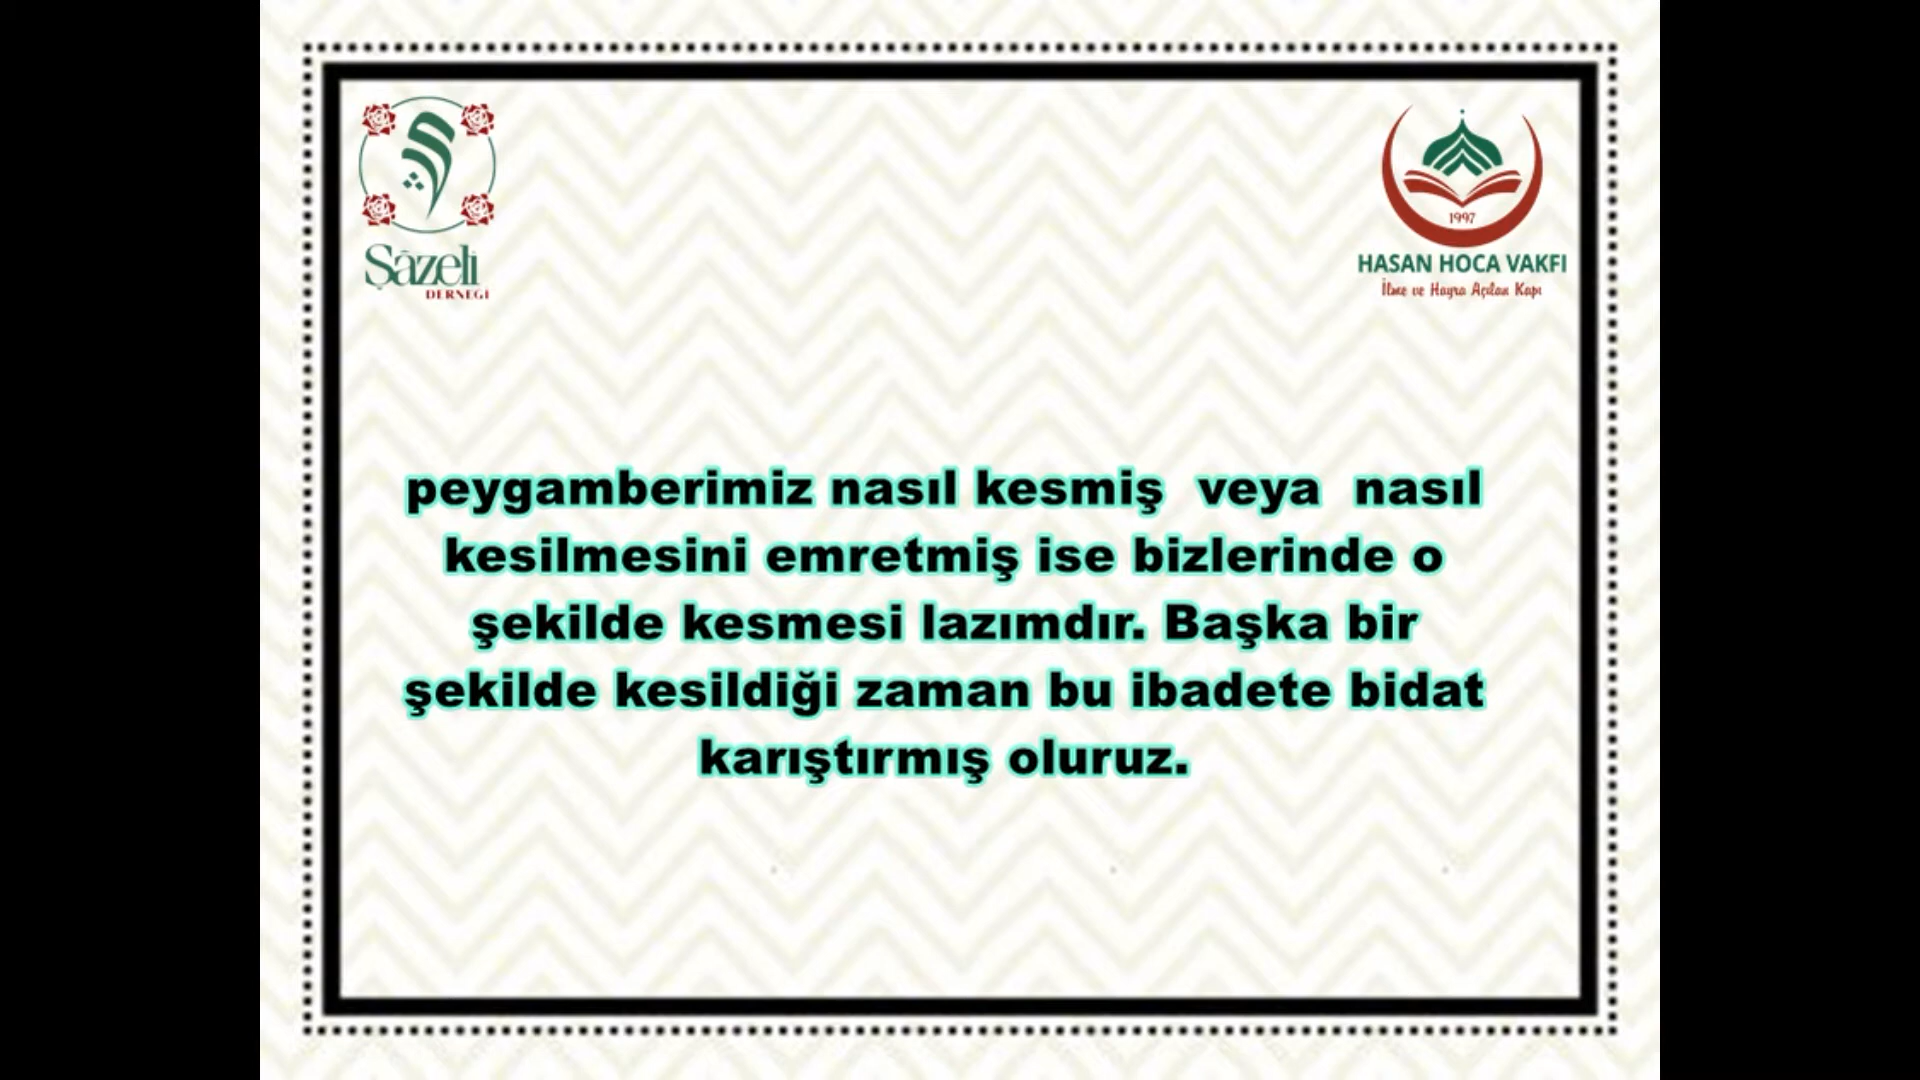 Şâzeli
DERNEĞİ
1997
HASAN HOCA VAKFI
İlme ve Hayra Açılan Kapı
peygamberimiz nasıl kesmiş veya nasıl
kesilmesini emretmiş ise bizlerinde o
şekilde kesmesi lazımdır. Başka bir
şekilde kesildiği zaman bu ibadete bidat
karıştırmış oluruz.